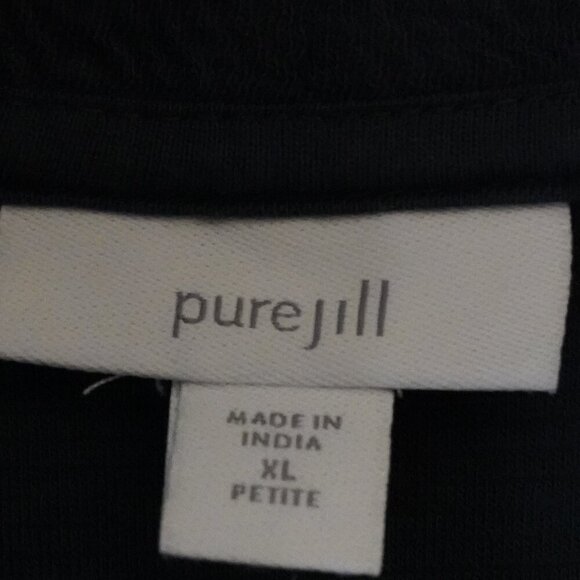 purejill
MADE IN
INDIA
XL
PETITE